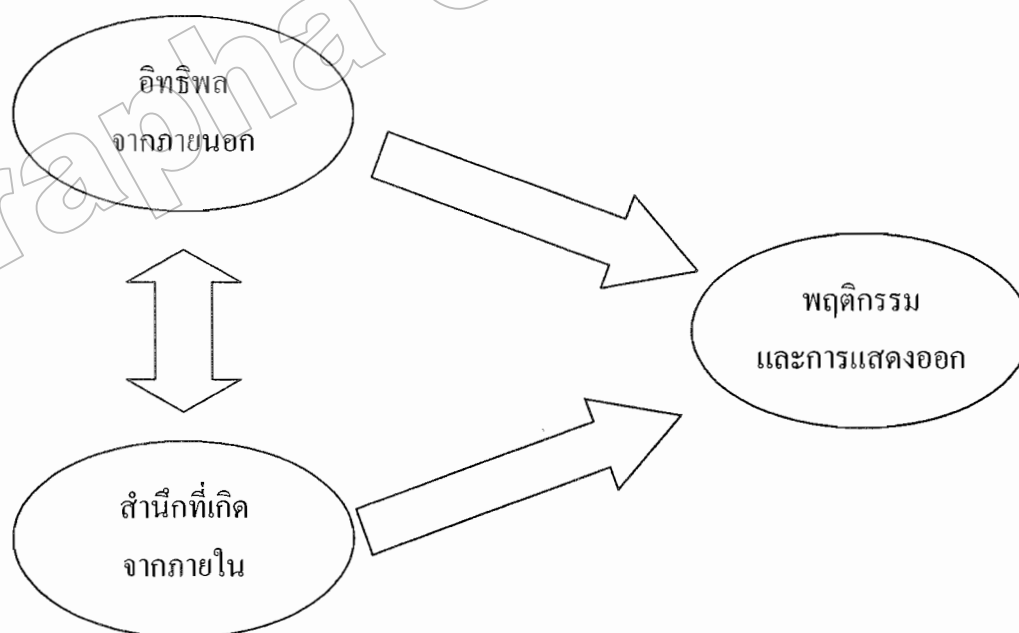 อิทธิพล
จากภายนอก
พฤติกรรม
และการแสดงออก
สำนึกที่เกิด
จากภายใน